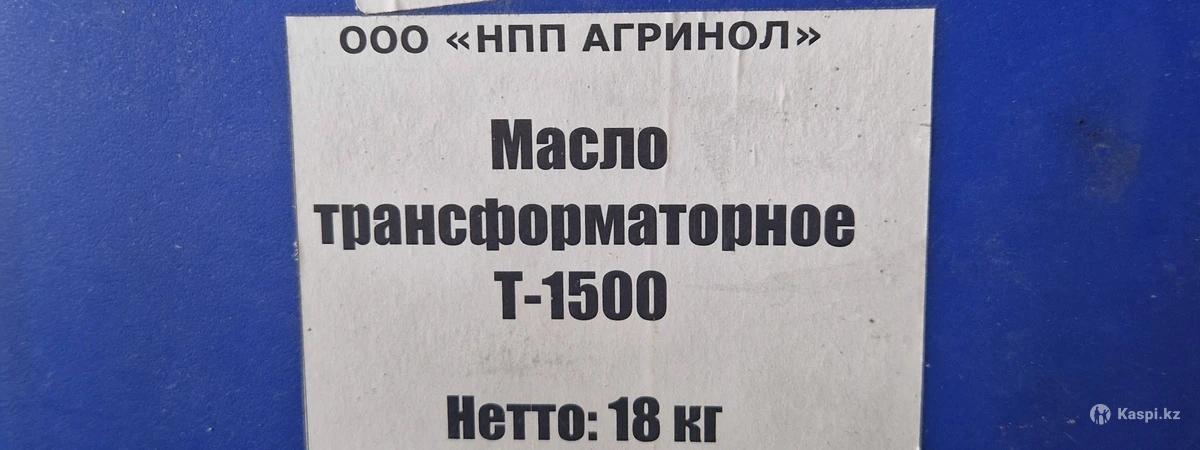 ООО «НПП АГРИНОЛ»
Масло
трансформаторное
Т-1500
Нетто: 18 кг
Kaspi.kz